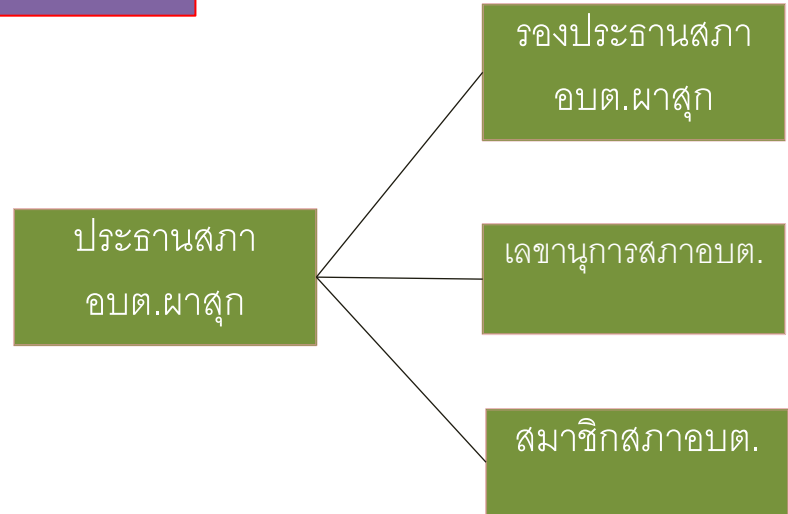 รองประธานสภา
อบต.ผาสุก
ประธานสภา
อบต.ผาสุก
เลขานุการสภาอบต.
สมาชิกสภาอบต.